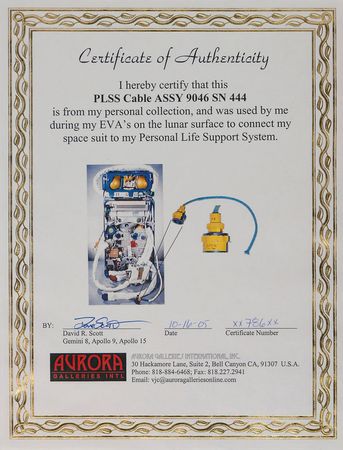 Certificate of Authenticity
I hereby certify that this
PLSS Cable ASSY 9046 SN 444
is from my personal collection, and was used by me
during my EVA's on the lunar surface to connect my
space suit to my Personal Life Support System.
BY:
David R. Scott
Gemini 8, Apollo 9, Apollo 15
10-16-05
Date
xx786xx
Certificate Number
AURORA
GALLERIES INTL
AURORA GALLERIES INTERNATIONAL, INC.
30 Hackamore Lane, Suite 2, Bell Canyon CA, 91307 U.S.A.
Phone: 818-884-6468; Fax: 818.227.2941
Email: vjc@auroragalleriesonline.com